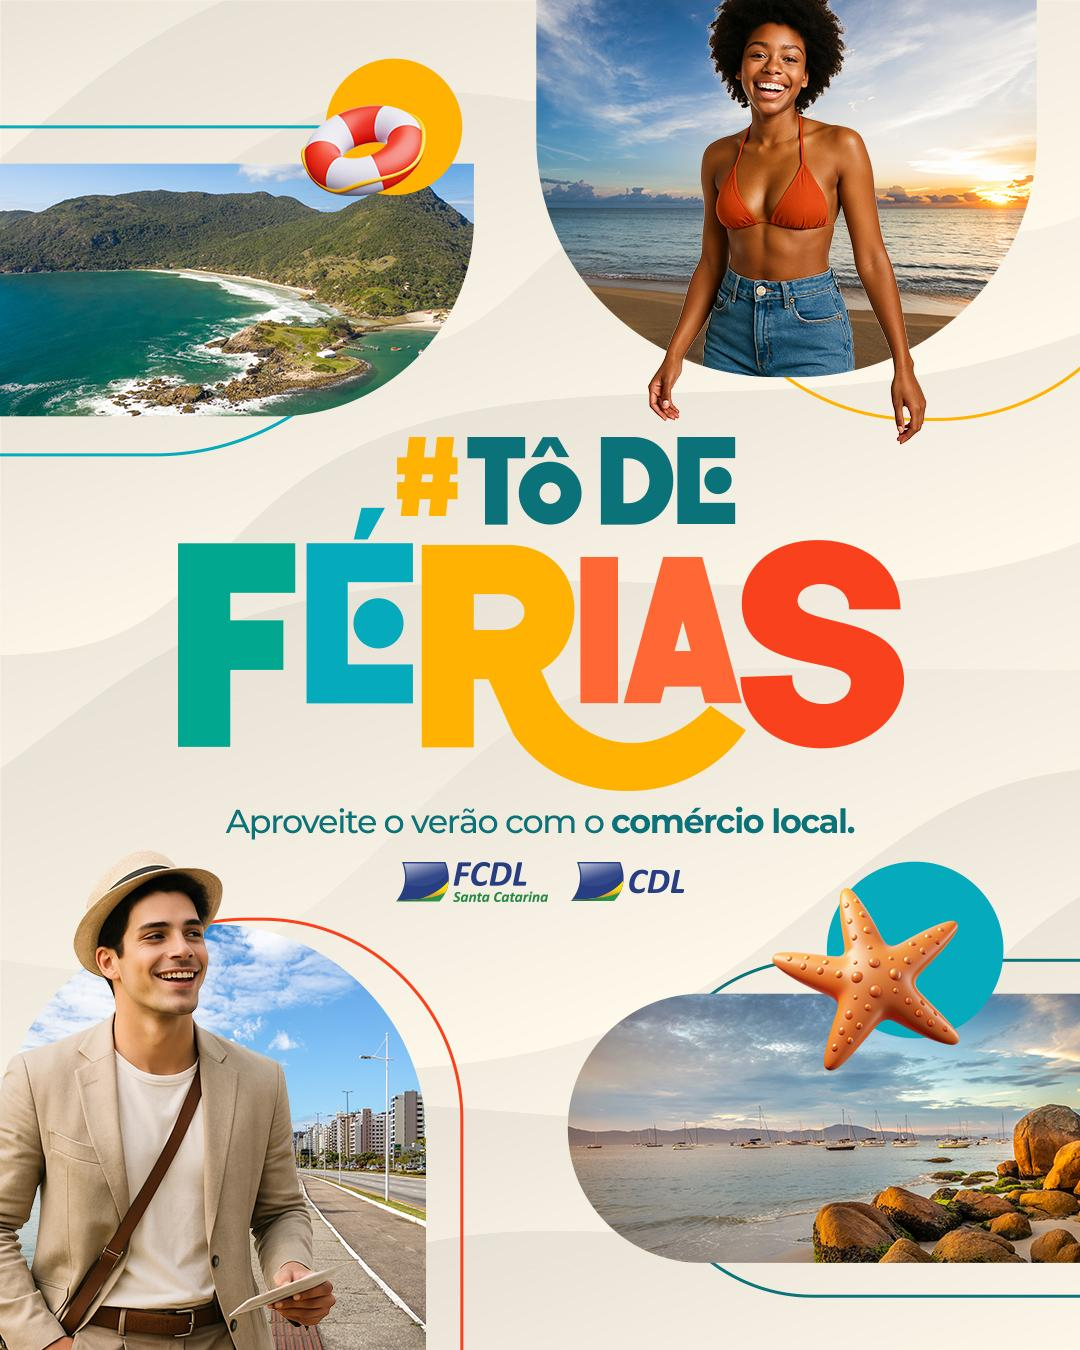 #TÔ DE
FÉRIAS
Aproveite o verão com o comércio local.
FCDL
Santa Catarina
CDL